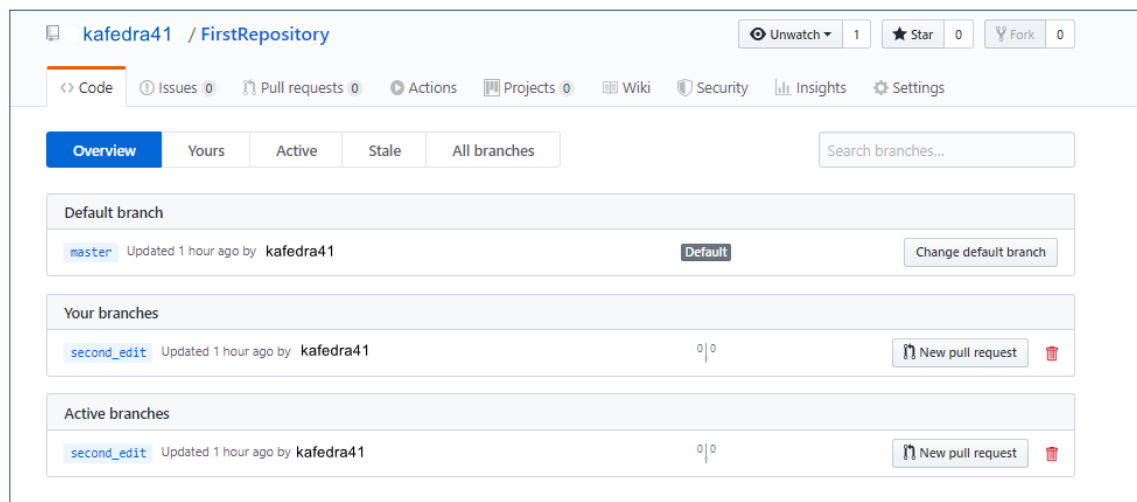 kafedra41 / FirstRepository Unwatch 1 Star 0 Fork 0
Code Issues 0 Pull requests 0 Actions Projects 0 Wiki Security Insights Settings
Overview Yours Active Stale All branches Search branches...
Default branch
master Updated 1 hour ago by kafedra41 Default Change default branch
Your branches
second_edit Updated 1 hour ago by kafedra41 0|0 New pull request
Active branches
second_edit Updated 1 hour ago by kafedra41 0|0 New pull request